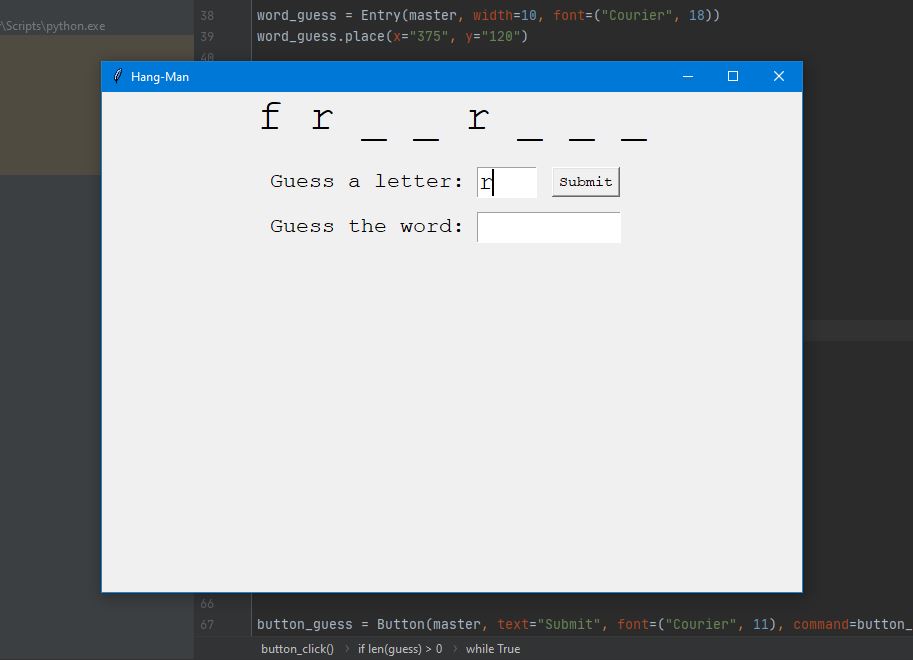 38 word_guess = Entry(master, width=10, font=("Courier", 18))
\Scripts\python.exe
39 word_guess.place(x="375", y="120")
40
Hang-Man
f r _ _ r _ _ _
Guess a letter: r Submit
Guess the word:
66
67 button_guess = Button(master, text="Submit", font=("Courier", 11), command=button_
button_click() > if len(guess) > 0 > while True